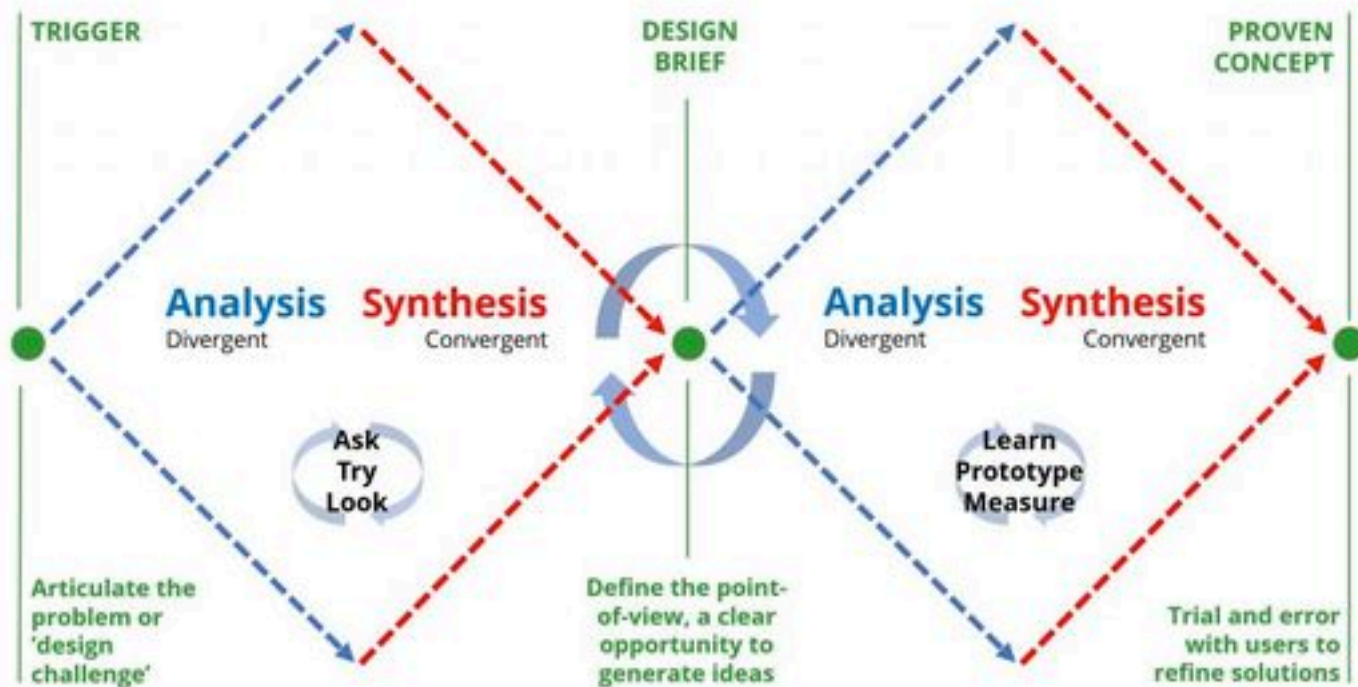 TRIGGER
DESIGN
BRIEF
PROVEN
CONCEPT
Analysis
Divergent
Synthesis
Convergent
Analysis
Divergent
Synthesis
Convergent
Ask
Try
Look
Learn
Prototype
Measure
Articulate the
problem or
‘design
challenge’
Define the point-
of-view, a clear
opportunity to
generate ideas
Trial and error
with users to
refine solutions